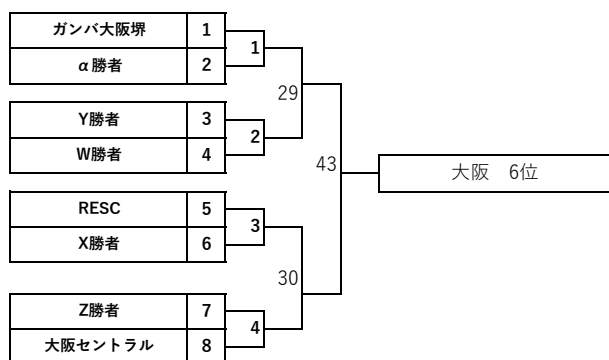 ガンバ大阪堺 1
α勝者 2
1
29
Y勝者 3
W勝者 4
2
43
大阪 6位
RESC 5
X勝者 6
3
30
Z勝者 7
大阪セントラル 8
4